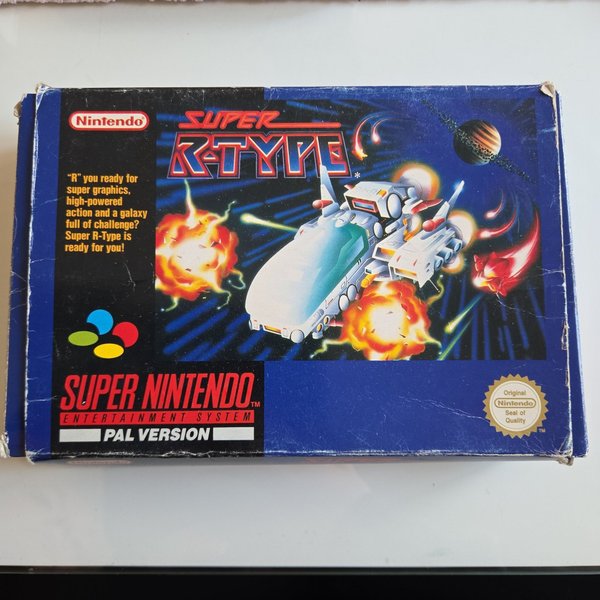 Nintendo
SUPER
R-TYPE*
"R" you ready for
super graphics,
high-powered
action and a galaxy
full of challenge?
Super R-Type is
ready for you!
SUPER NINTENDO™
ENTERTAINMENT SYSTEM
PAL VERSION
Original
Nintendo
Seal of
Quality